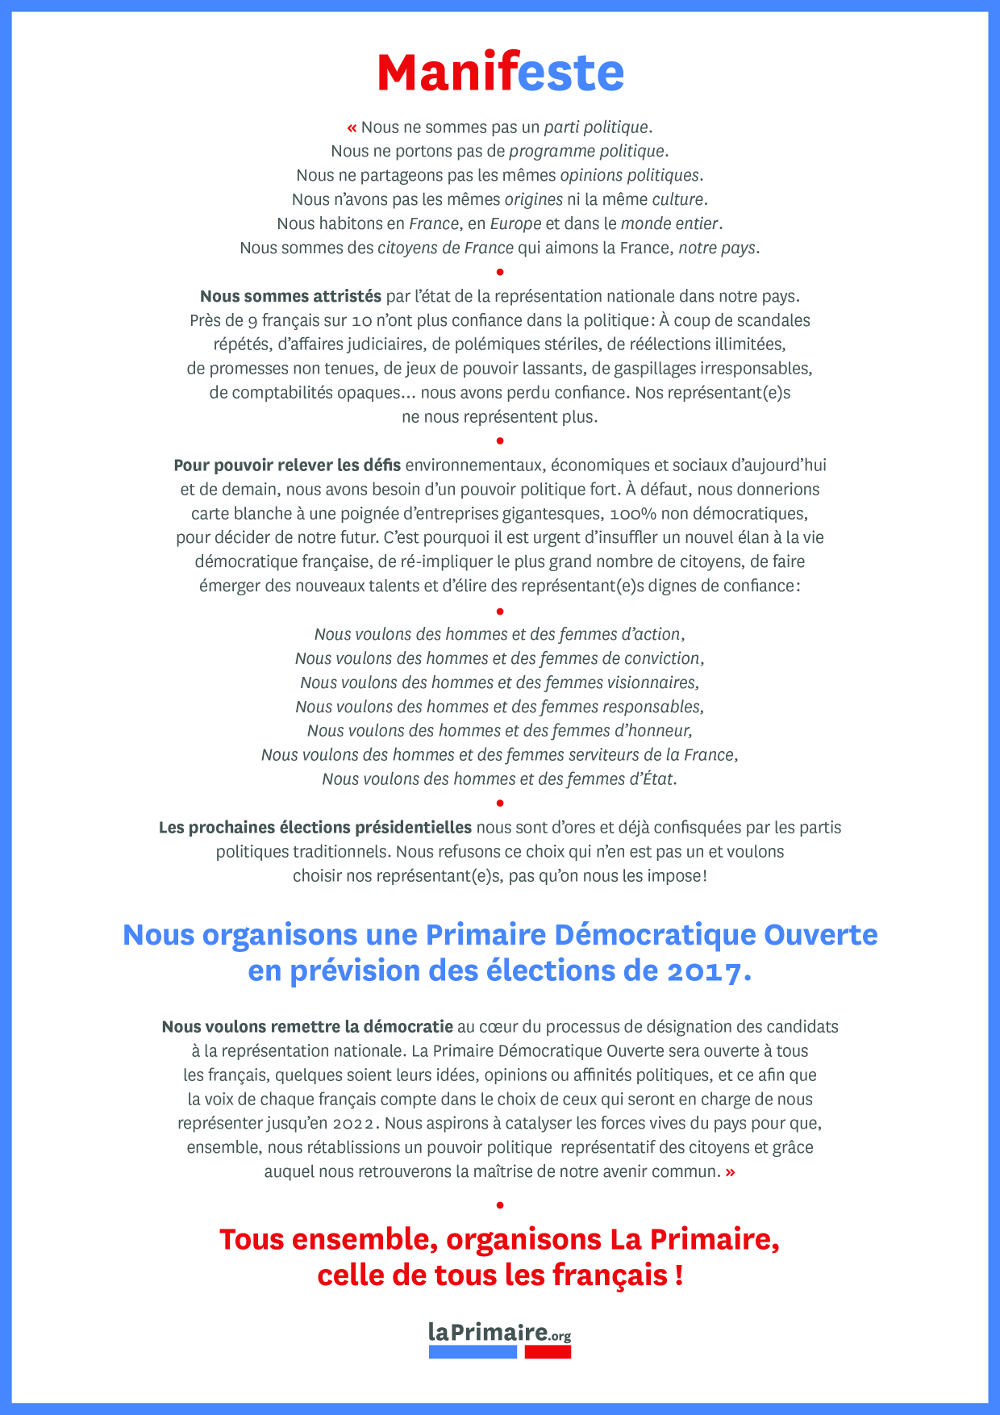 Manifeste
« Nous ne sommes pas un parti politique.
Nous ne portons pas de programme politique.
Nous ne partageons pas les mêmes opinions politiques.
Nous n’avons pas les mêmes origines ni la même culture.
Nous habitons en France, en Europe et dans le monde entier.
Nous sommes des citoyens de France qui aimons la France, notre pays.
•
Nous sommes attristés par l’état de la représentation nationale dans notre pays.
Près de 9 français sur 10 n’ont plus confiance dans la politique : À coup de scandales
répétés, d’affaires judiciaires, de polémiques stériles, de réélections illimitées,
de promesses non tenues, de jeux de pouvoir lassants, de gaspillages irresponsables,
de comptabilités opaques... nous avons perdu confiance. Nos représentant(e)s
ne nous représentent plus.
•
Pour pouvoir relever les défis environnementaux, économiques et sociaux d’aujourd’hui
et de demain, nous avons besoin d’un pouvoir politique fort. À défaut, nous donnerions
carte blanche à une poignée d’entreprises gigantesques, 100% non démocratiques,
pour décider de notre futur. C’est pourquoi il est urgent d’insuffler un nouvel élan à la vie
démocratique française, de ré-impliquer le plus grand nombre de citoyens, de faire
émerger des nouveaux talents et d’élire des représentant(e)s dignes de confiance :
•
Nous voulons des hommes et des femmes d’action,
Nous voulons des hommes et des femmes de conviction,
Nous voulons des hommes et des femmes visionnaires,
Nous voulons des hommes et des femmes responsables,
Nous voulons des hommes et des femmes d’honneur,
Nous voulons des hommes et des femmes serviteurs de la France,
Nous voulons des hommes et des femmes d’État.
•
Les prochaines élections présidentielles nous sont d’ores et déjà confisquées par les partis
politiques traditionnels. Nous refusons ce choix qui n’en est pas un et voulons
choisir nos représentant(e)s, pas qu’on nous les impose !
Nous organisons une Primaire Démocratique Ouverte
en prévision des élections de 2017.
Nous voulons remettre la démocratie au cœur du processus de désignation des candidats
à la représentation nationale. La Primaire Démocratique Ouverte sera ouverte à tous
les français, quelques soient leurs idées, opinions ou affinités politiques, et ce afin que
la voix de chaque français compte dans le choix de ceux qui seront en charge de nous
représenter jusqu’en 2022. Nous aspirons à catalyser les forces vives du pays pour que,
ensemble, nous rétablissions un pouvoir politique représentatif des citoyens et grâce
auquel nous retrouverons la maîtrise de notre avenir commun. »
•
Tous ensemble, organisons La Primaire,
celle de tous les français !
laPrimaire.org